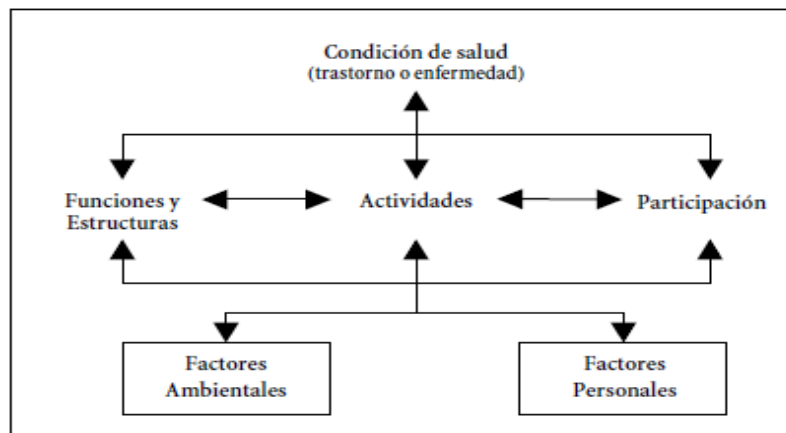 Condición de salud
(trastorno o enfermedad)
Funciones y
Estructuras
Actividades
Participación
Factores
Ambientales
Factores
Personales